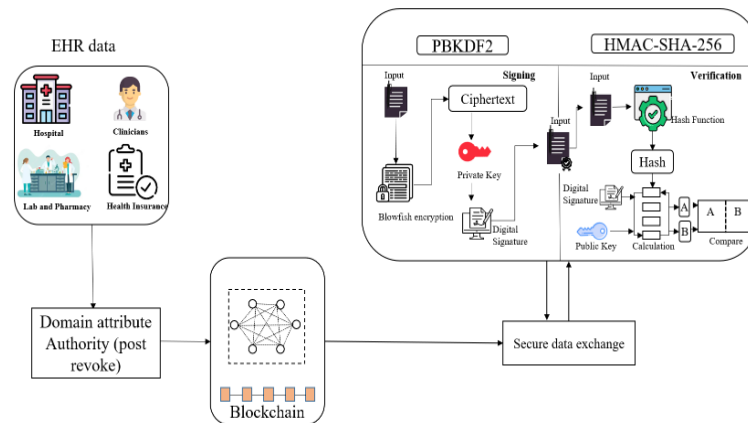 EHR data
Hospital
Clinicians
Lab and Pharmacy
Health Insurance
Domain attribute
Authority (post
revoke)
Blockchain
Secure data exchange
PBKDF2
Signing
Input
Ciphertext
Private Key
Blowfish encryption
Digital
Signature
Input
HMAC-SHA-256
Verification
Input
Hash Function
Hash
Digital
Signature
Public Key
Calculation
A
B
A
B
Compare